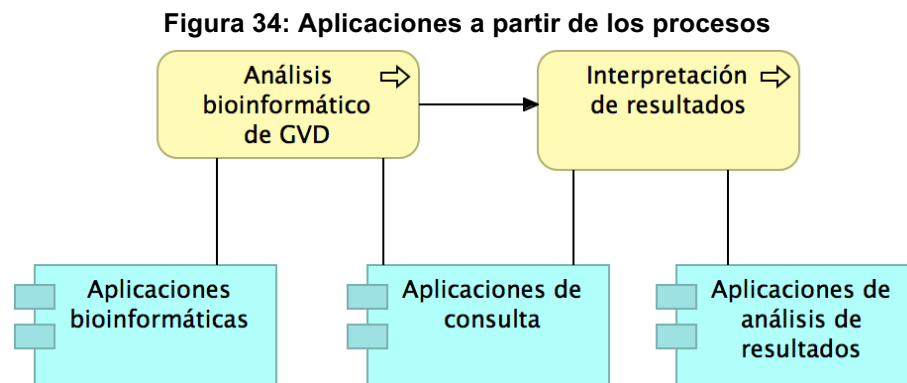 Figura 34: Aplicaciones a partir de los procesos
Análisis
bioinformático
de GVD
Interpretación
de resultados
Aplicaciones
bioinformáticas
Aplicaciones de
consulta
Aplicaciones de
análisis de
resultados